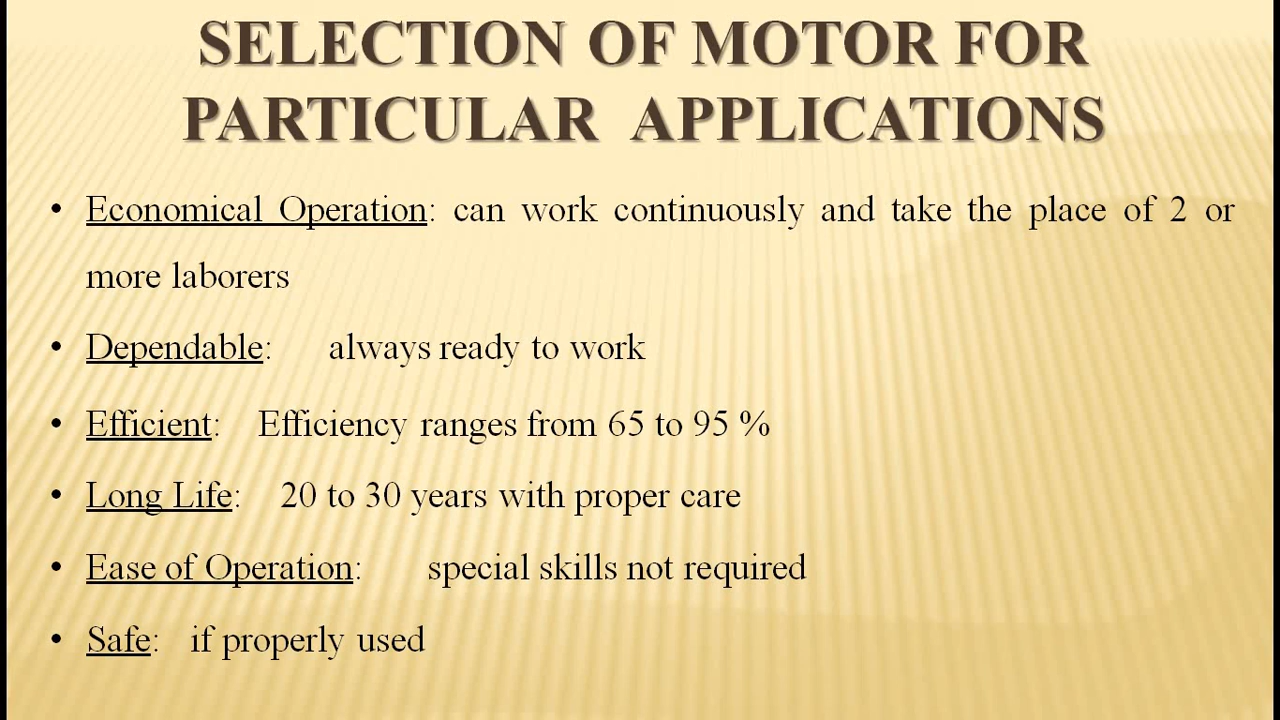 SELECTION OF MOTOR FOR
PARTICULAR APPLICATIONS
• Economical Operation: can work continuously and take the place of 2 or
more laborers
• Dependable: always ready to work
• Efficient: Efficiency ranges from 65 to 95 %
• Long Life: 20 to 30 years with proper care
• Ease of Operation: special skills not required
• Safe: if properly used